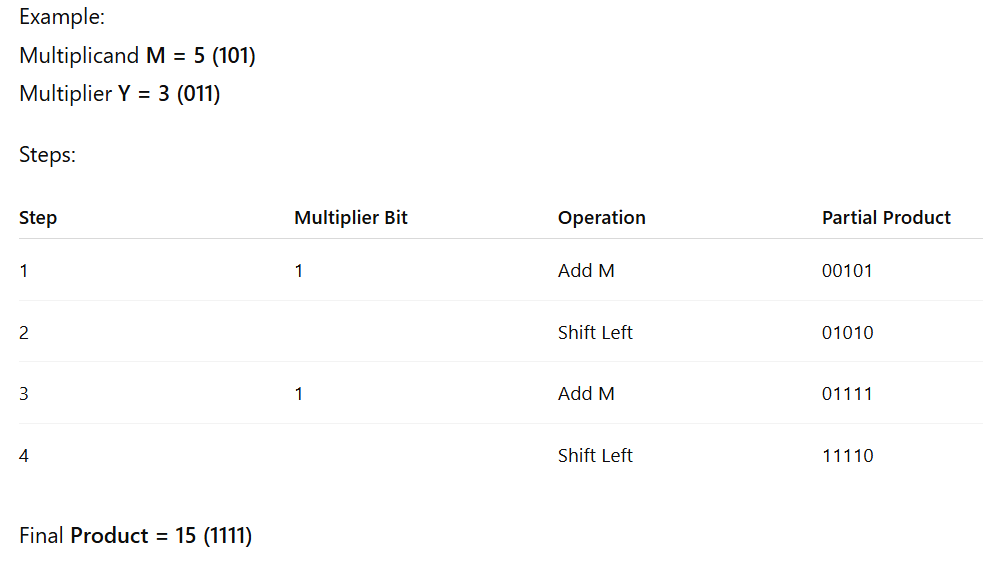 Example:
Multiplicand M = 5 (101)
Multiplier Y = 3 (011)
Steps:
Step Multiplier Bit Operation Partial Product
1 1 Add M 00101
2 Shift Left 01010
3 1 Add M 01111
4 Shift Left 11110
Final Product = 15 (1111)